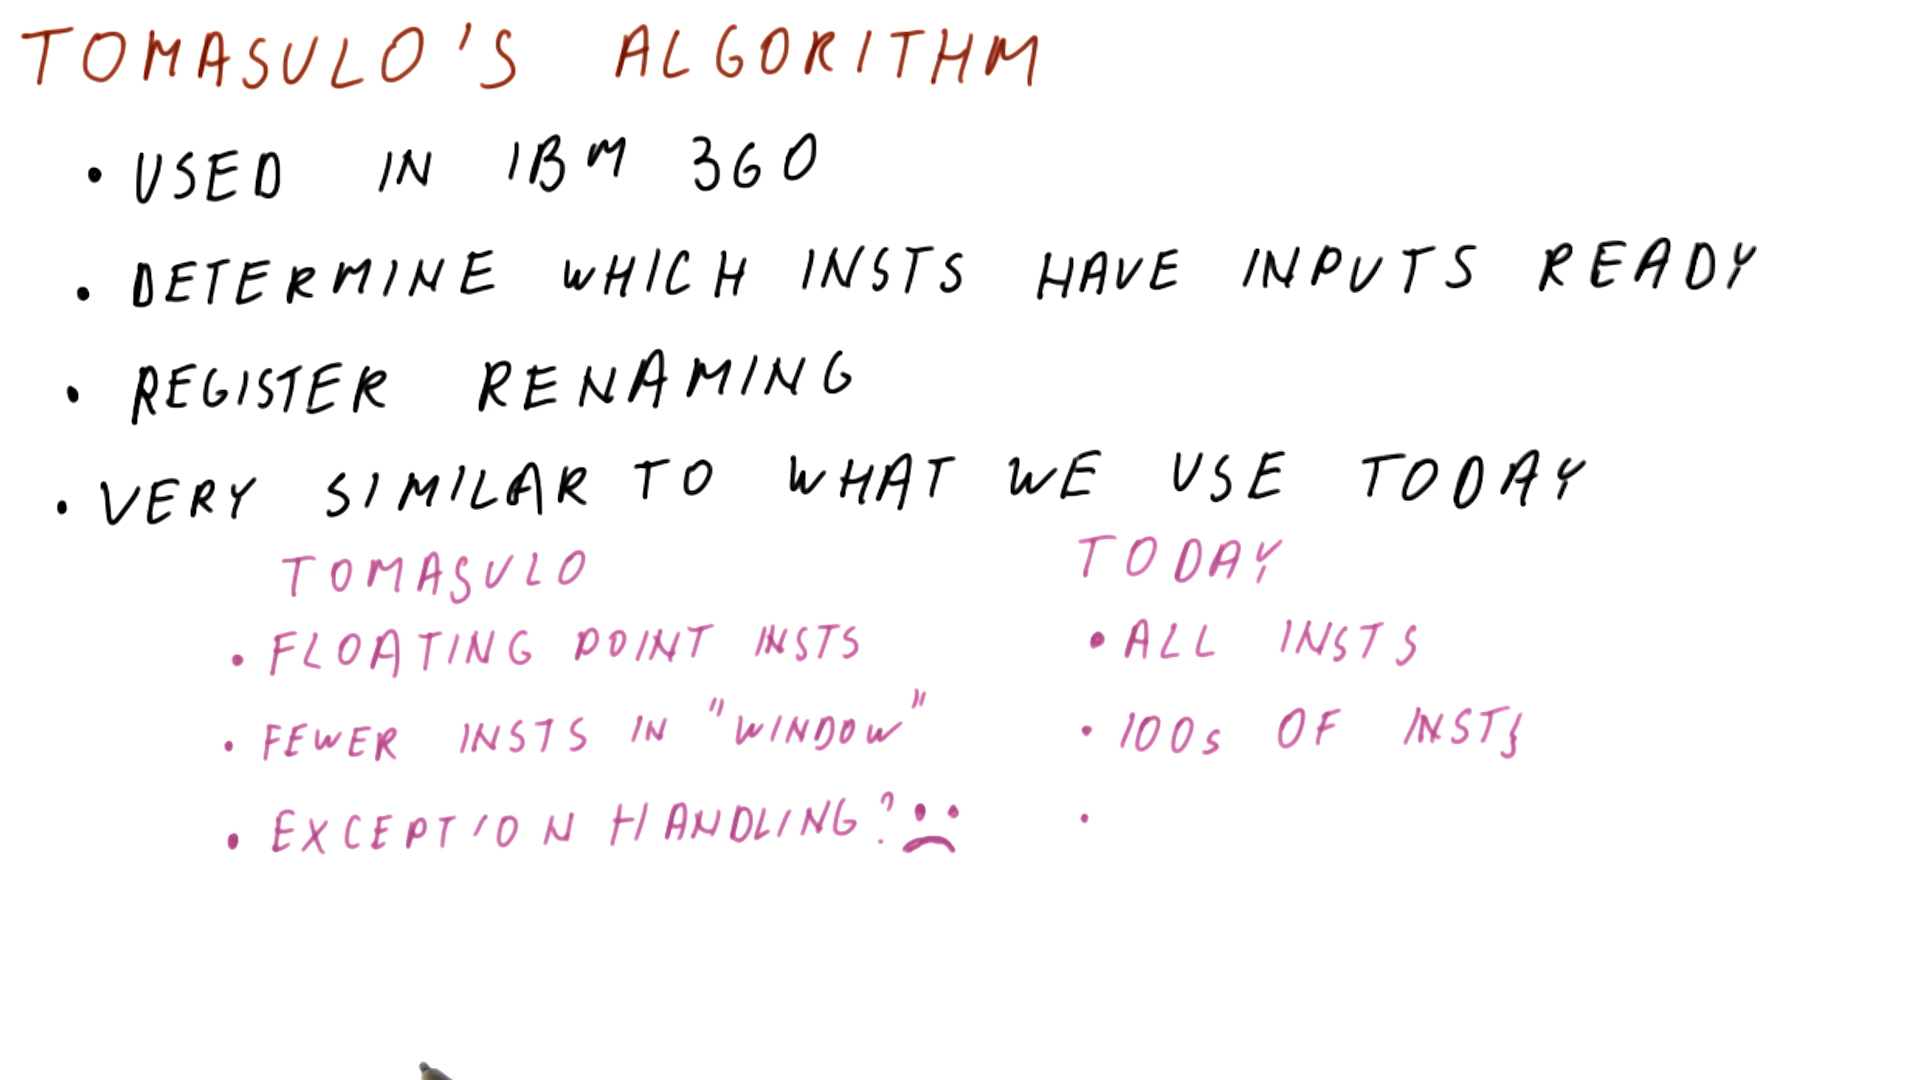 TOMASULO'S ALGORITHM
• USED IN IBM 360
• DETERMINE WHICH INSTS HAVE INPUTS READY
• REGISTER RENAMING
• VERY SIMILAR TO WHAT WE USE TODAY
TOMASULO TODAY
• FLOATING POINT INSTS • ALL INSTS
• FEWER INSTS IN "WINDOW" • 100s OF INSTS
• EXCEPTION HANDLING? •